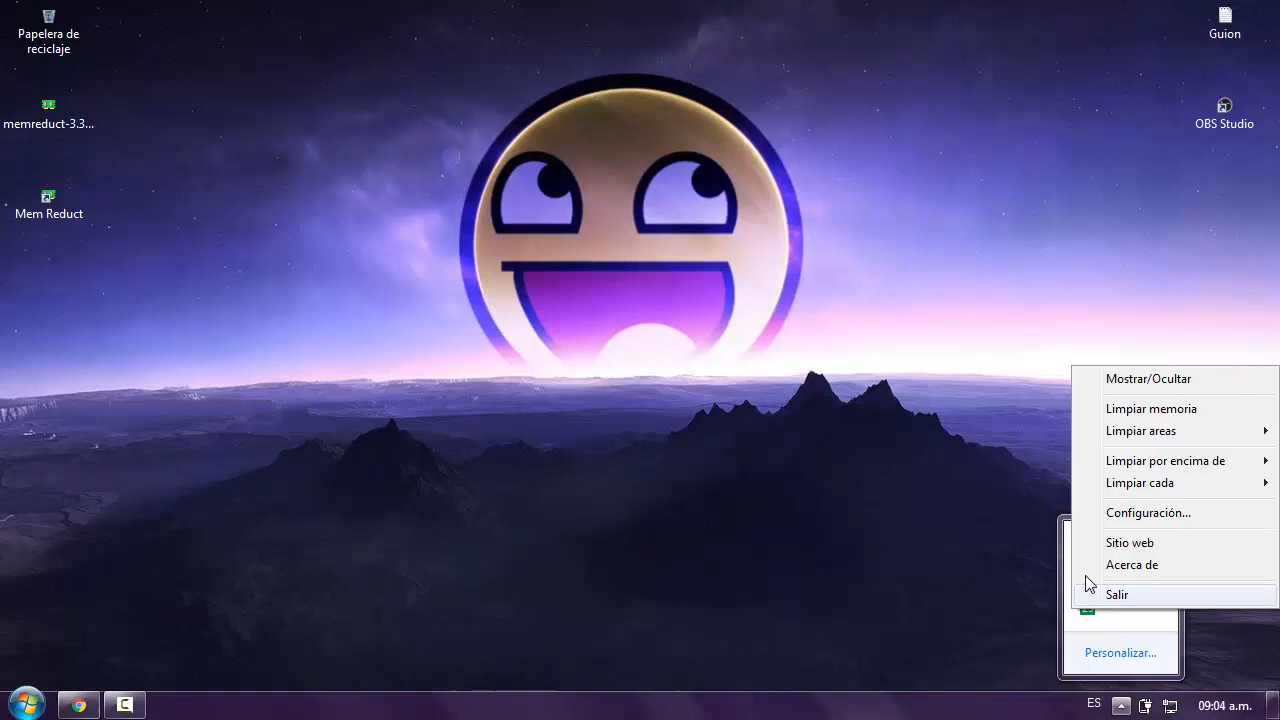 Papelera de
reciclaje
memreduct-3.3...
Mem Reduct
Guion
OBS Studio
Mostrar/Ocultar
Limpiar memoria
Limpiar areas
Limpiar por encima de
Limpiar cada
Configuración...
Sitio web
Acerca de
Salir
Personalizar...
ES
09:04 a.m.